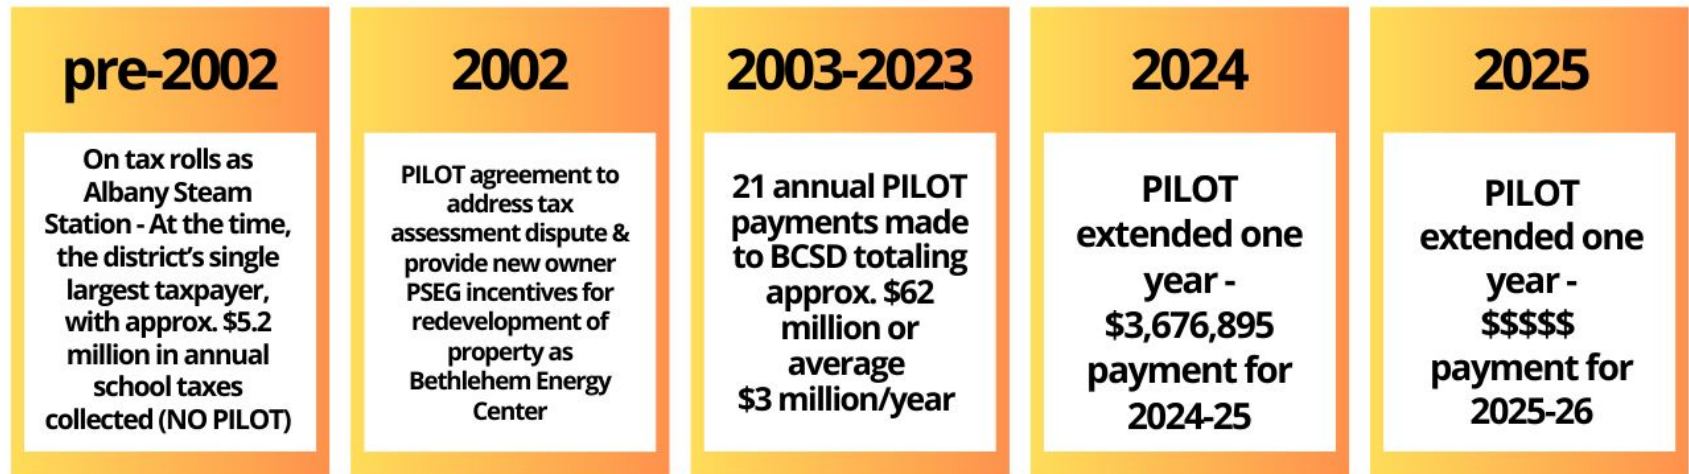 pre-2002
On tax rolls as
Albany Steam
Station - At the time,
the district's single
largest taxpayer,
with approx. $5.2
million in annual
school taxes
collected (NO PILOT)
2002
PILOT agreement to
address tax
assessment dispute &
provide new owner
PSEG incentives for
redevelopment of
property as
Bethlehem Energy
Center
2003-2023
21 annual PILOT
payments made
to BCSD totaling
approx. $62
million or
average
$3 million/year
2024
PILOT
extended one
year -
$3,676,895
payment for
2024-25
2025
PILOT
extended one
year -
$$$$$
payment for
2025-26